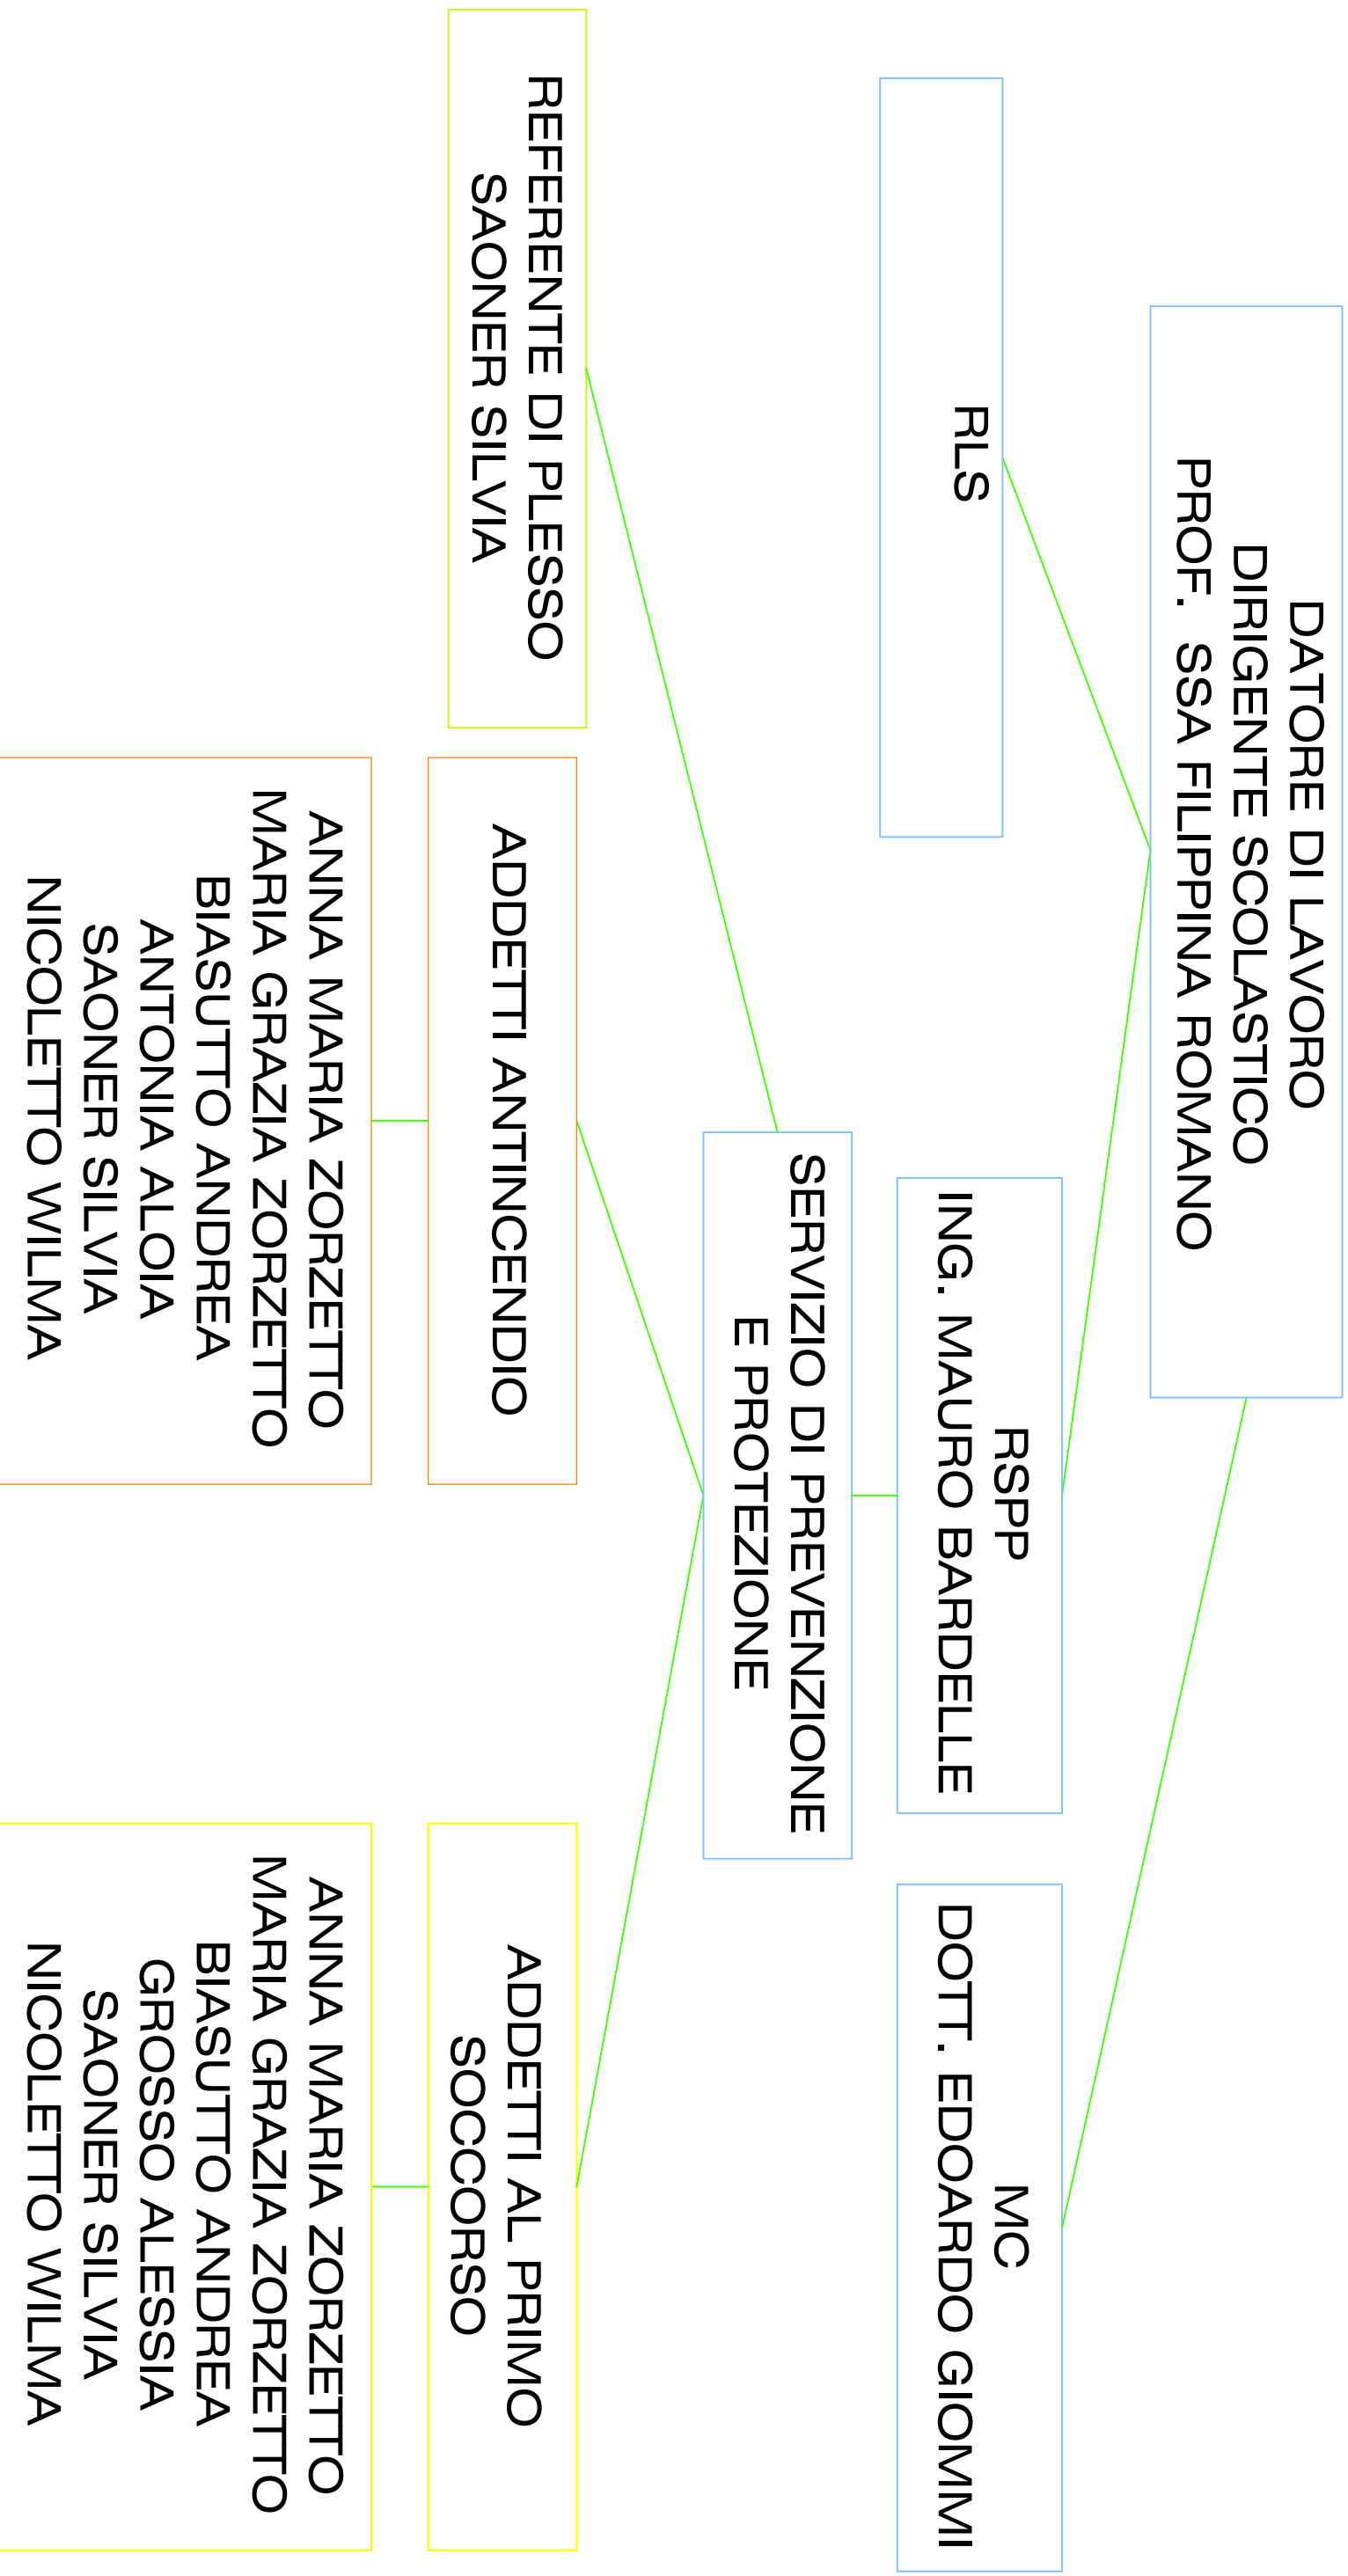 DATORE DI LAVORO
DIRIGENTE SCOLASTICO
PROF. SSA FILIPPINA ROMANO
RLS
RSPP
ING. MAURO BARDELLE
MC
DOTT. EDOARDO GIOMMI
SERVIZIO DI PREVENZIONE
E PROTEZIONE
REFERENTE DI PLESSO
SAONER SILVIA
ADDETTI ANTINCENDIO
ADDETTI AL PRIMO
SOCCORSO
ANNA MARIA ZORZETTO
MARIA GRAZIA ZORZETTO
BIASUTTO ANDREA
ANTONIA ALOIA
SAONER SILVIA
NICOLETTO WILMA
ANNA MARIA ZORZETTO
MARIA GRAZIA ZORZETTO
BIASUTTO ANDREA
GROSSO ALESSIA
SAONER SILVIA
NICOLETTO WILMA